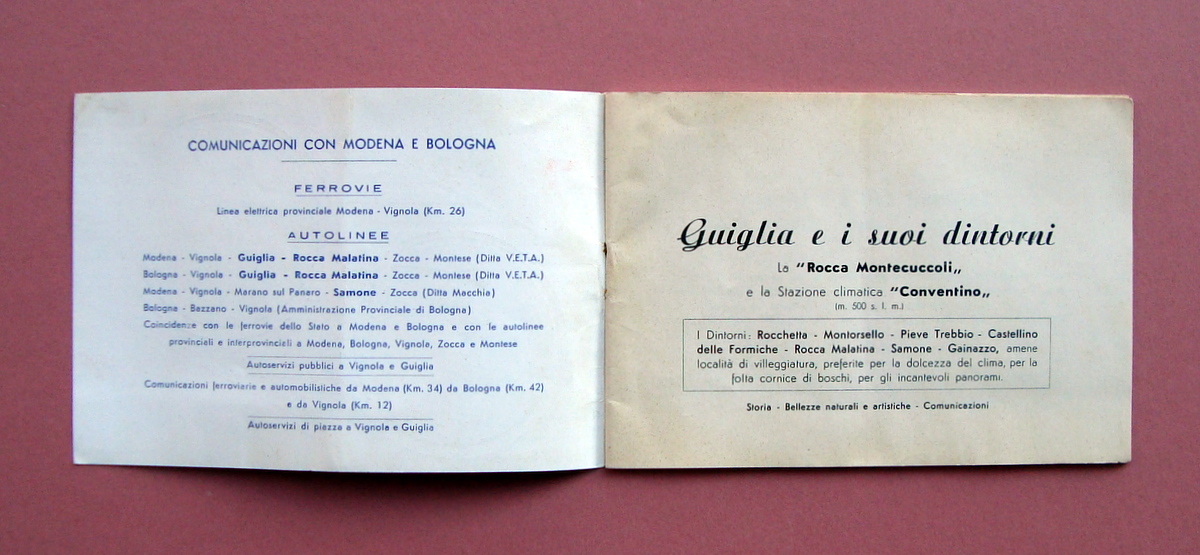 COMUNICAZIONI CON MODENA E BOLOGNA
FERROVIE
Linea elettrica provinciale Modena - Vignola (Km. 26)
AUTOLINEE
Modena - Vignola - Guiglia - Rocca Malatina - Zocca - Montese (Ditta V.E.T.A.)
Bologna - Vignola - Guiglia - Rocca Malatina - Zocca - Montese (Ditta V.E.T.A.)
Modena - Vignola - Marano sul Panaro - Samone - Zocca (Ditta Macchia)
Bologna - Bazzano - Vignola (Amministrazione Provinciale di Bologna)
Coincidenze con le ferrovie dello Stato a Modena e Bologna e con le autolinee
provinciali e interprovinciali a Modena, Bologna, Vignola, Zocca e Montese
Autoservizi pubblici a Vignola e Guiglia
Comunicazioni ferroviarie e automobilistiche da Modena (Km. 34) da Bologna (Km. 42)
e da Vignola (Km. 12)
Autoservizi di piazza a Vignola e Guiglia
Guiglia e i suoi dintorni
La "Rocca Montecuccoli„
e la Stazione climatica "Conventino„
(m. 500 s. l. m.)
I Dintorni: Rocchetta - Montorsello - Pieve Trebbio - Castellino
delle Formiche - Rocca Malatina - Samone - Gainazzo, amene
località di villeggiatura, preferite per la dolcezza del clima, per la
folta cornice di boschi, per gli incantevoli panorami.
Storia - Bellezze naturali e artistiche - Comunicazioni